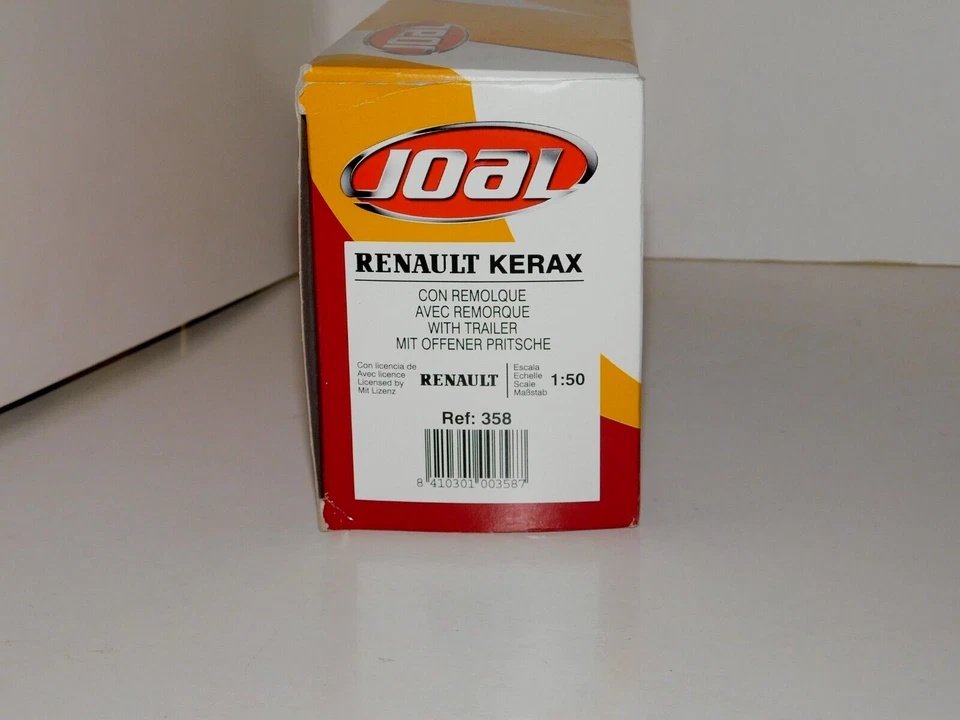 JOAL
JOAL
RENAULT KERAX
CON REMOLQUE
AVEC REMORQUE
WITH TRAILER
MIT OFFENER PRITSCHE
Con licencia de
Avec licence
Licensed by
Mit Lizenz
RENAULT
Escala
Echelle
Scale
Maßstab
1:50
Ref: 358
8 410301 003587